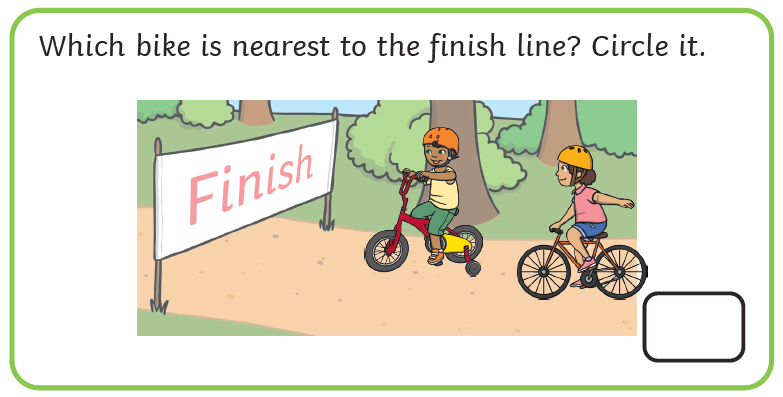 Which bike is nearest to the finish line? Circle it.
Finish